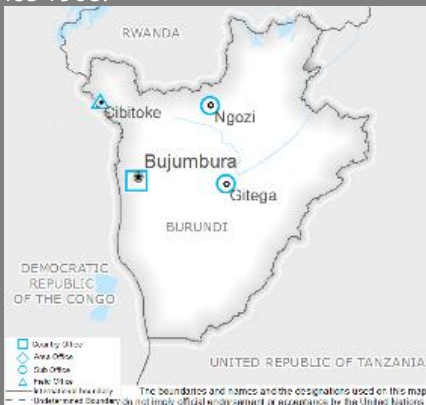 RWANDA
Cibitoke
Ngozi
Bujumbura
Gitega
BURUNDI
DEMOCRATIC
REPUBLIC
OF THE CONGO
UNITED REPUBLIC OF TANZANIA
Country Office
Area Office
Sub Office
Field Office
International boundary
Undetermined Boundary
The boundaries and names and the designations used on this map
do not imply official endorsement or acceptance by the United Nations